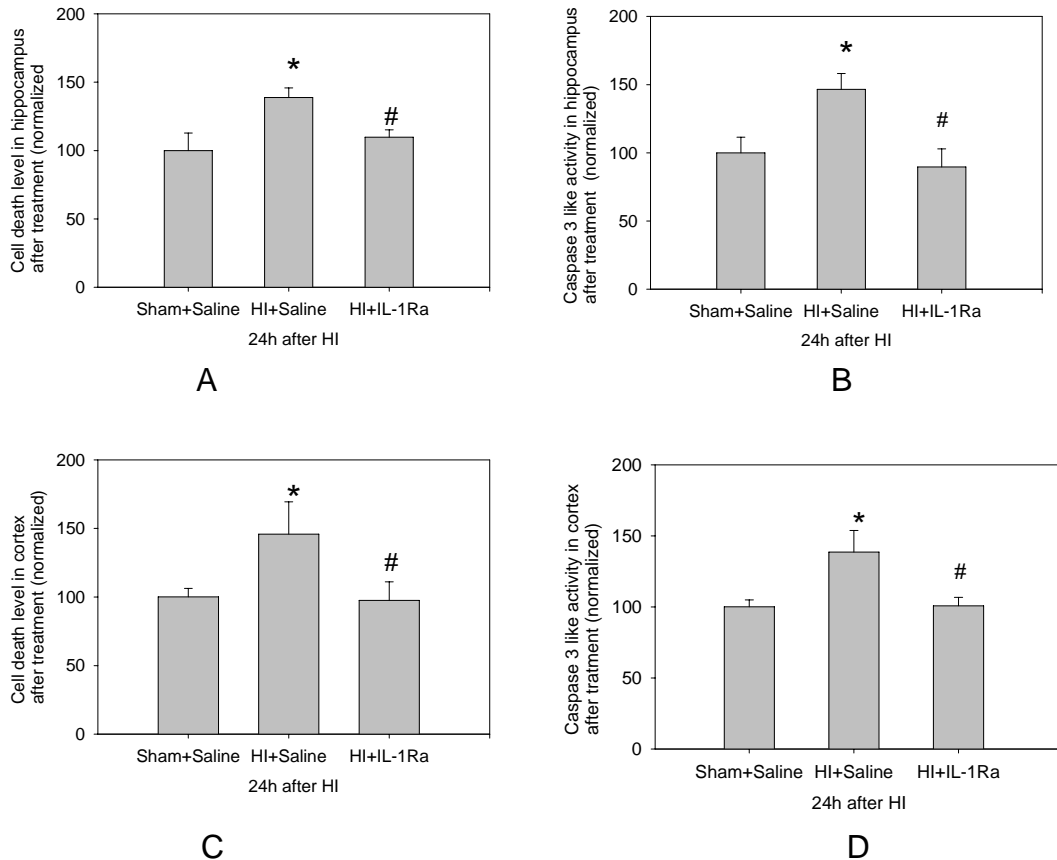 Cell death level in hippocampus
after treatment (normalized
200
150
100
50
0
*
#
Sham+Saline HI+Saline HI+IL-1Ra
24h after HI
A
Caspase 3 like activity in hippocampus
after treatment (normalized)
200
150
100
50
0
*
#
Sham+Saline HI+Saline HI+IL-1Ra
24h after HI
B
Cell death level in cortex
after treatment (normalized)
200
150
100
50
0
*
#
Sham+Saline HI+Saline HI+IL-1Ra
24h after HI
C
Caspase 3 like activity in cortex
after tratment (normalized)
200
150
100
50
0
*
#
Sham+Saline HI+Saline HI+IL-1Ra
24h after HI
D